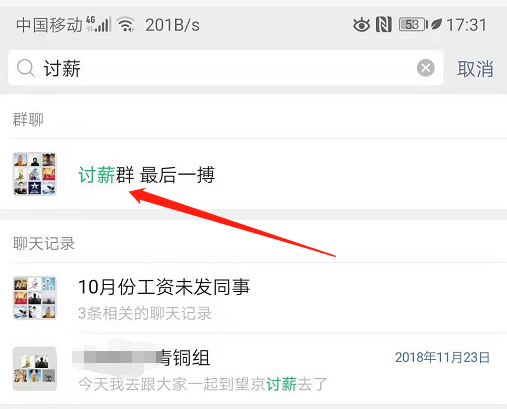 中国移动 4G 201B/s 53 17:31
讨薪 取消
群聊
讨薪群 最后一搏
聊天记录
10月份工资未发同事
3条相关的聊天记录
青铜组 2018年11月23日
今天我去跟大家一起到望京讨薪去了